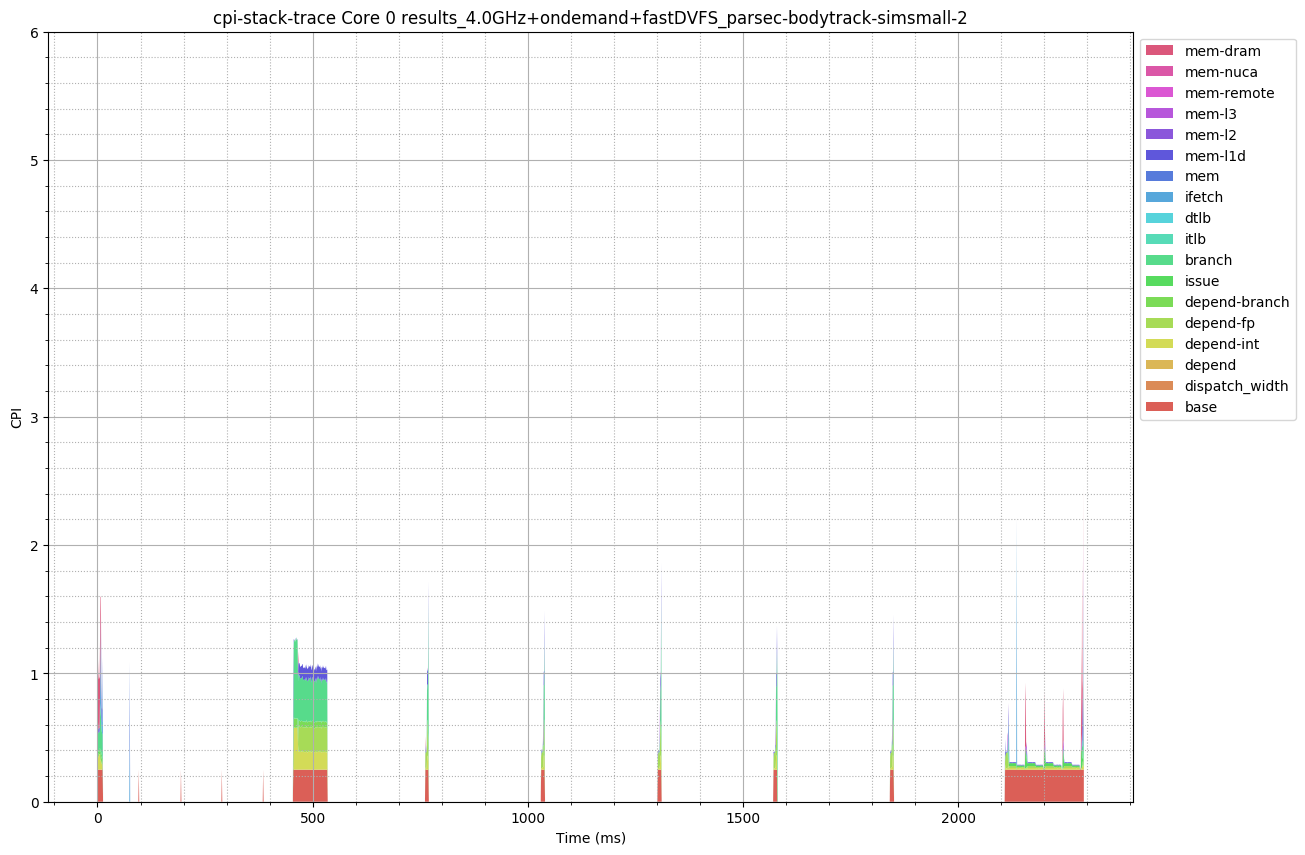 cpi-stack-trace Core 0 results_4.0GHz+ondemand+fastDVFS_parsec-bodytrack-simsmall-2
6
5
4
3
2
1
0
CPI
0 500 1000 1500 2000
Time (ms)
mem-dram
mem-nuca
mem-remote
mem-l3
mem-l2
mem-l1d
mem
ifetch
dtlb
itlb
branch
issue
depend-branch
depend-fp
depend-int
depend
dispatch_width
base